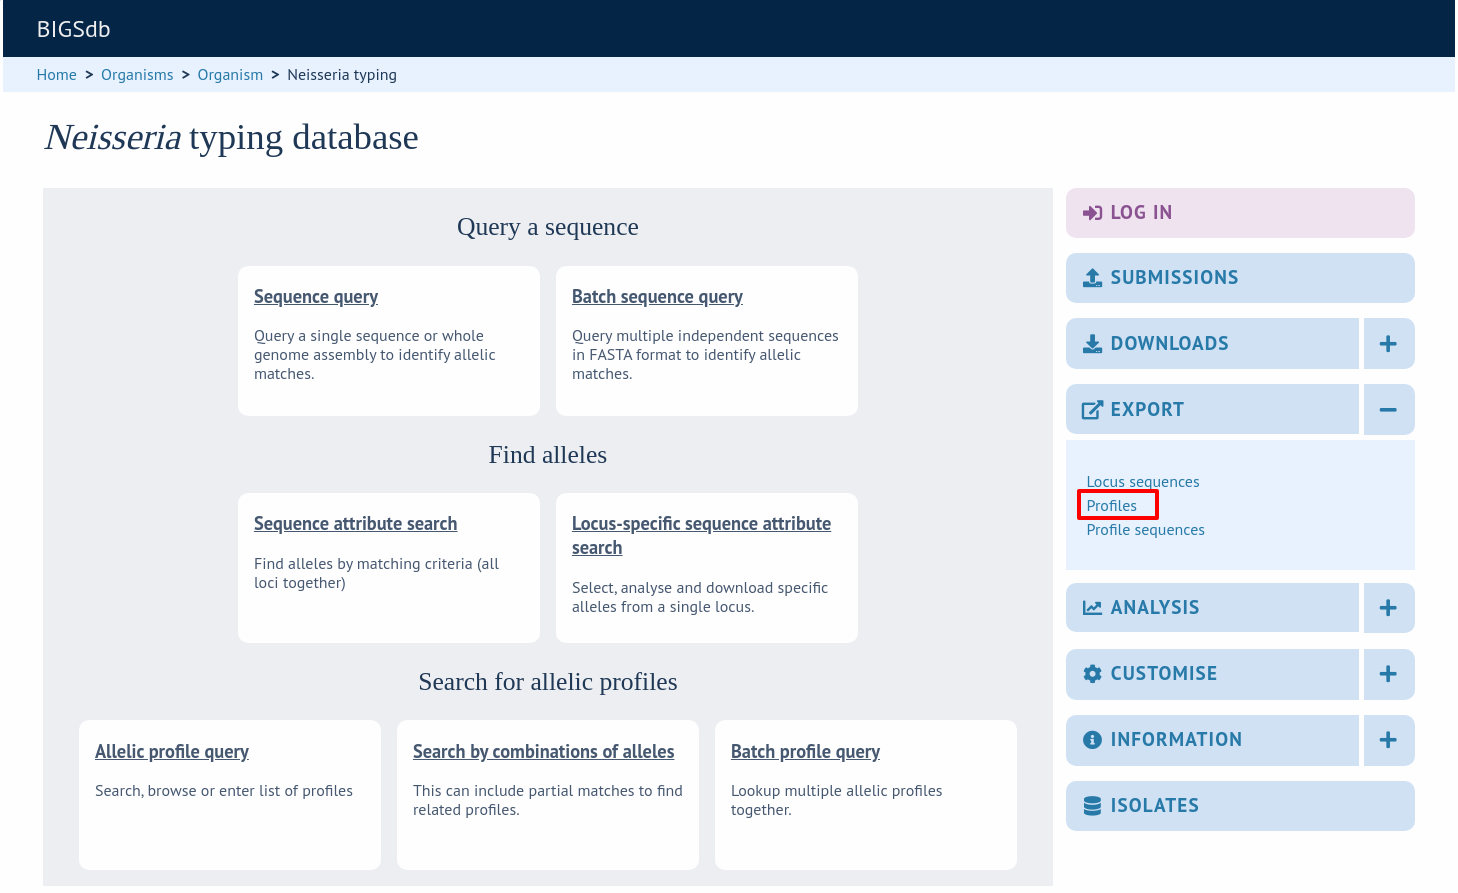 BIGSdb
Home > Organisms > Organism > Neisseria typing
Neisseria typing database
Query a sequence
Sequence query
Query a single sequence or whole
genome assembly to identify allelic
matches.
Batch sequence query
Query multiple independent sequences
in FASTA format to identify allelic
matches.
Find alleles
Sequence attribute search
Find alleles by matching criteria (all
loci together)
Locus-specific sequence attribute
search
Select, analyse and download specific
alleles from a single locus.
Search for allelic profiles
Allelic profile query
Search, browse or enter list of profiles
Search by combinations of alleles
This can include partial matches to find
related profiles.
Batch profile query
Lookup multiple allelic profiles
together.
LOG IN
SUBMISSIONS
DOWNLOADS
EXPORT
Locus sequences
Profiles
Profile sequences
ANALYSIS
CUSTOMISE
INFORMATION
ISOLATES